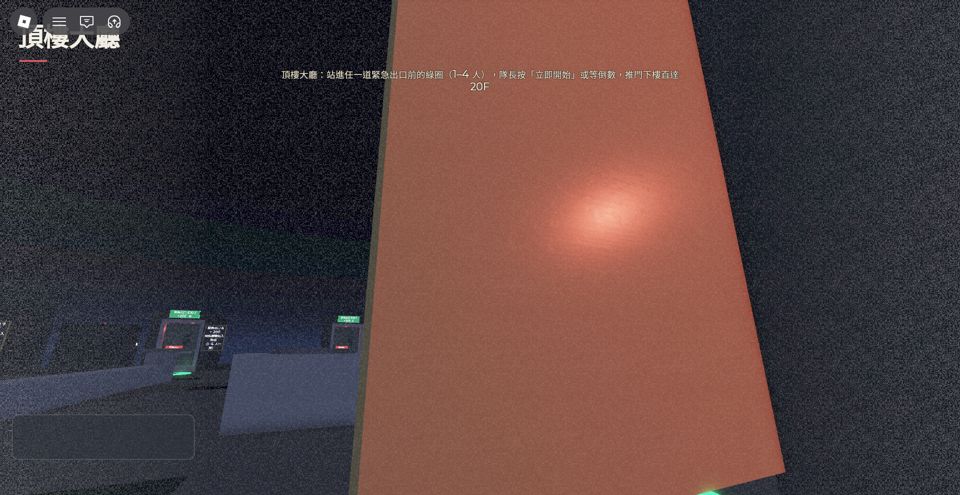 頂樓大廳
頂樓大廳：站進任一道緊急出口前的綠圈（1–4 人），隊長按「立即開始」或等倒數，推門下樓直達
20F